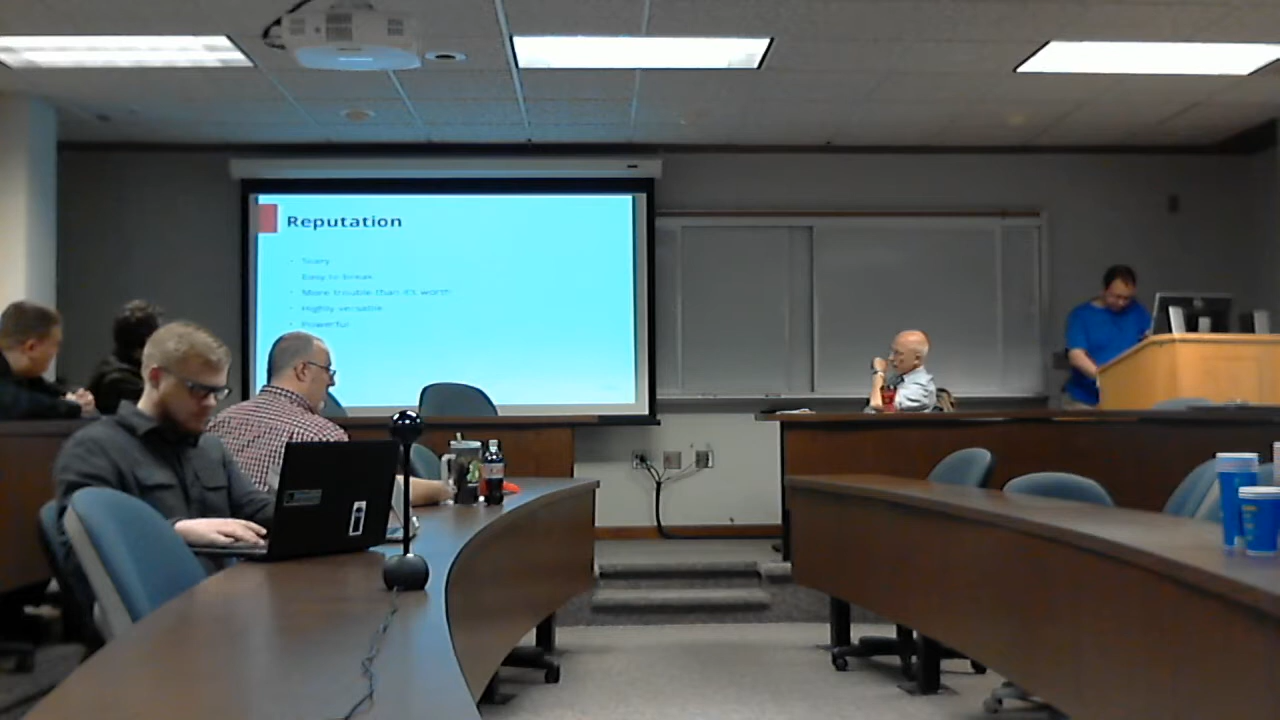 Reputation
Scary
Easy to break
More trouble than it's worth
Highly versatile
Powerful